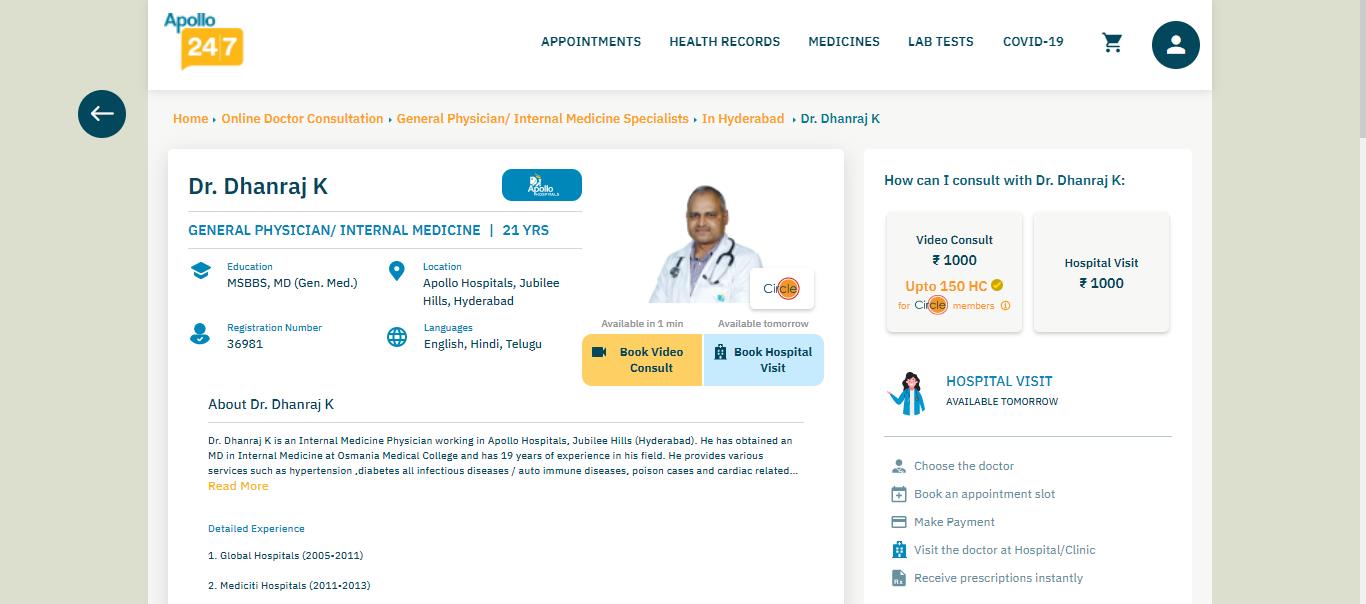 Apollo
24|7
APPOINTMENTS
HEALTH RECORDS
MEDICINES
LAB TESTS
COVID-19
Home
Online Doctor Consultation
General Physician/ Internal Medicine Specialists
In Hyderabad
Dr. Dhanraj K
Dr. Dhanraj K
Apollo
HOSPITALS
GENERAL PHYSICIAN/ INTERNAL MEDICINE | 21 YRS
Education
MSBBS, MD (Gen. Med.)
Location
Apollo Hospitals, Jubilee
Hills, Hyderabad
Registration Number
36981
Languages
English, Hindi, Telugu
Circle
Available in 1 min
Available tomorrow
Book Video
Consult
Book Hospital
Visit
About Dr. Dhanraj K
Dr. Dhanraj K is an Internal Medicine Physician working in Apollo Hospitals, Jubilee Hills (Hyderabad). He has obtained an
MD in Internal Medicine at Osmania Medical College and has 19 years of experience in his field. He provides various
services such as hypertension ,diabetes all infectious diseases / auto immune diseases, poison cases and cardiac related...
Read More
Detailed Experience
1. Global Hospitals (2005-2011)
2. Mediciti Hospitals (2011-2013)
How can I consult with Dr. Dhanraj K:
Video Consult
₹ 1000
Upto 150 HC
for Circle members
Hospital Visit
₹ 1000
HOSPITAL VISIT
AVAILABLE TOMORROW
Choose the doctor
Book an appointment slot
Make Payment
Visit the doctor at Hospital/Clinic
Receive prescriptions instantly